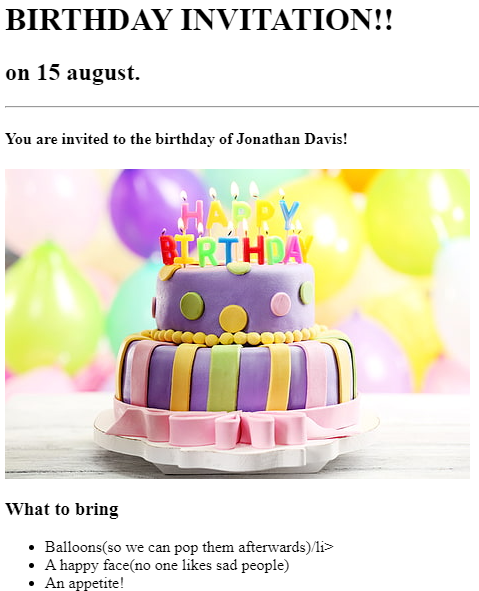 BIRTHDAY INVITATION!!
on 15 august.
You are invited to the birthday of Jonathan Davis!
HAPPY
BIRTHDAY
What to bring
Balloons(so we can pop them afterwards)/li>
A happy face(no one likes sad people)
An appetite!